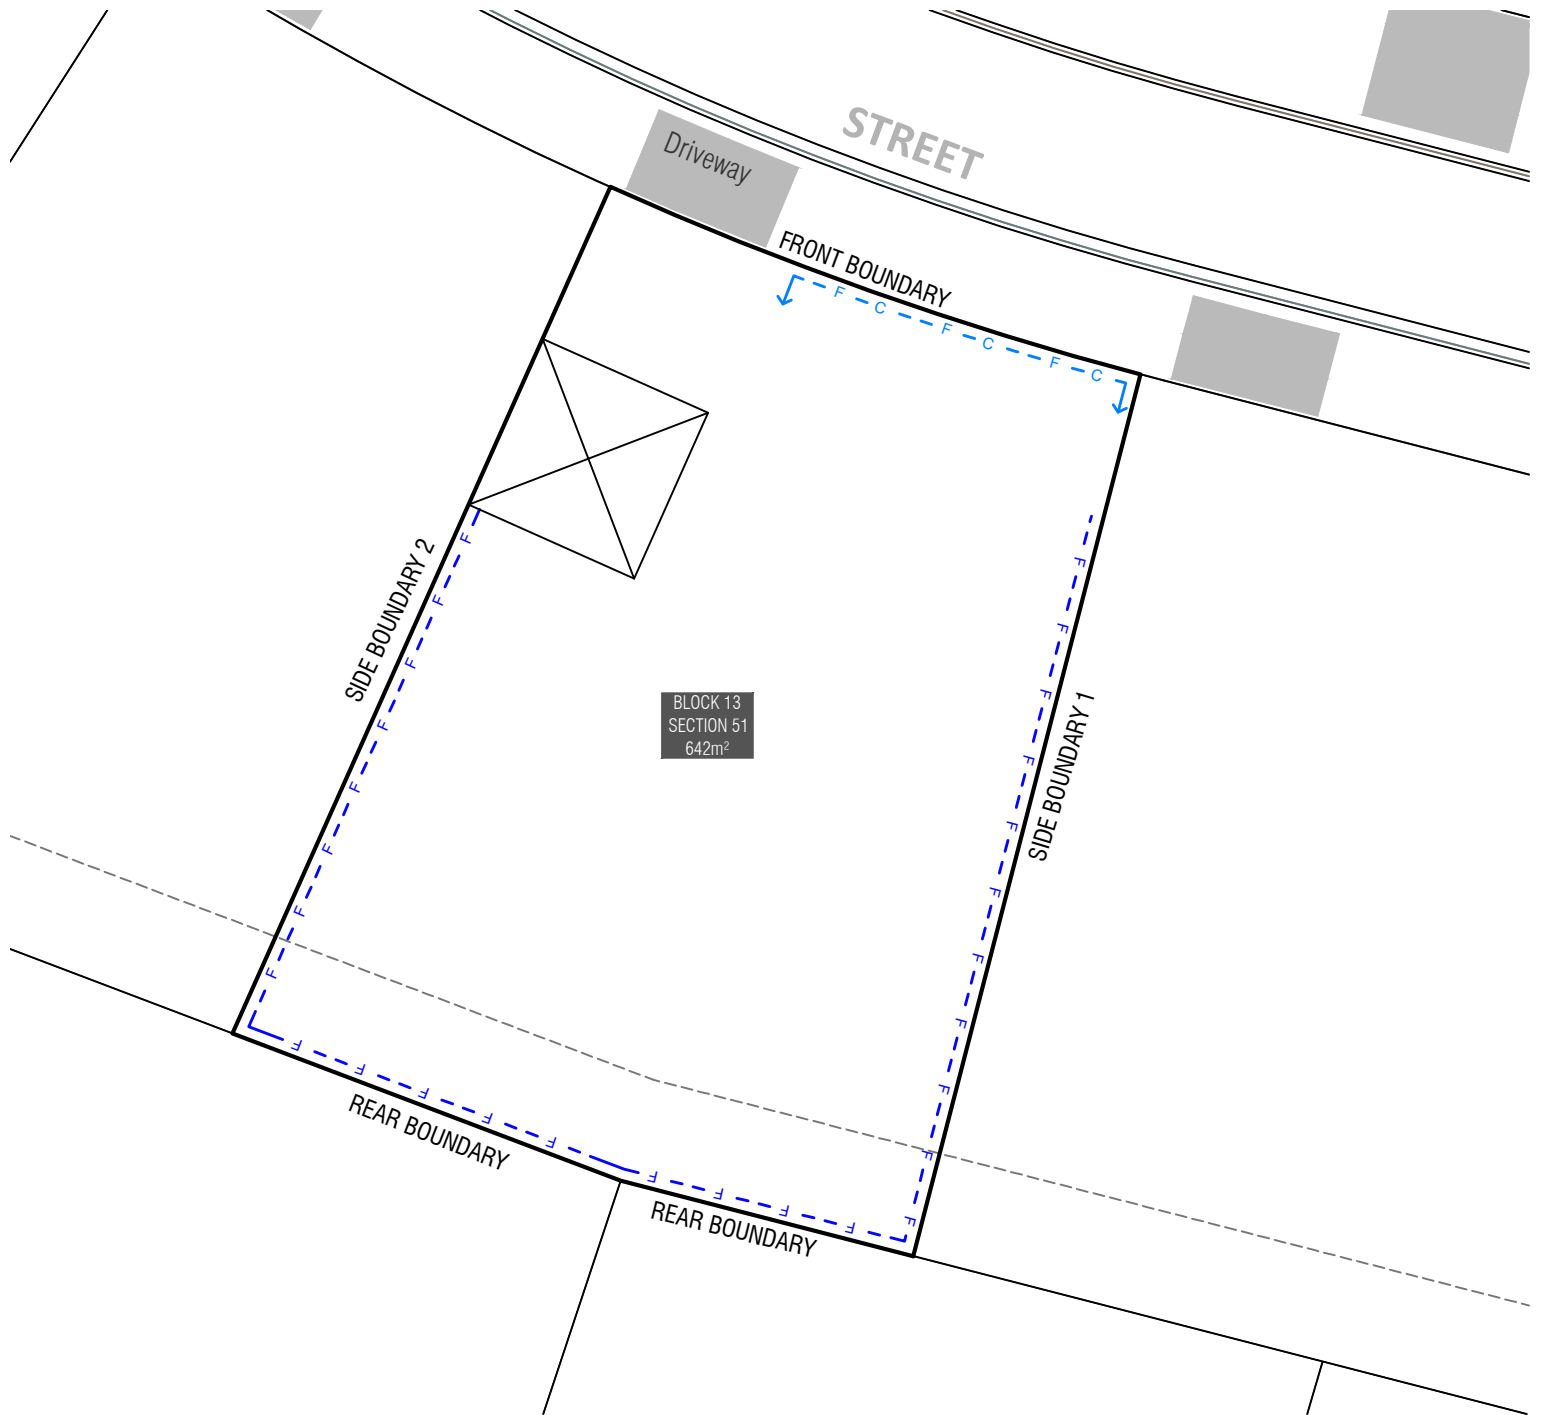 STREET
Driveway
FRONT BOUNDARY
F C F C F C
SIDE BOUNDARY 2
F F F F F F F F
BLOCK 13
SECTION 51
642m²
SIDE BOUNDARY 1
F F F F F F F F F F F
REAR BOUNDARY
F F F F F
REAR BOUNDARY
F F F F